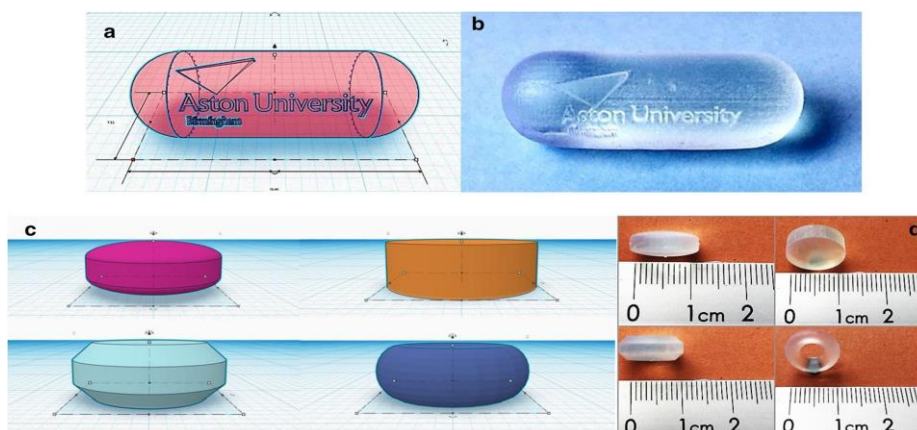 a
Aston University
Birmingham
b
Aston University
c
d
0 1cm 2
0 1cm 2
0 1cm 2
0 1cm 2